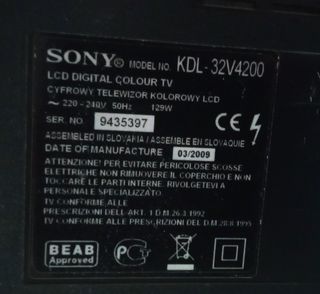 SONY® MODEL NO. KDL-32V4200
LCD DIGITAL COLOUR TV
CYFROWY TELEWIZOR KOLOROWY LCD
~ 220-240V 50Hz 129W
SER. NO. 9435397
CE
ASSEMBLED IN SLOVAKIA / ASSEMBLE EN SLOVAQUIE
DATE OF MANUFACTURE 03/2009
ATTENZIONE! PER EVITARE PERICOLOSE SCOSSE
ELETTRICHE NON RIMUOVERE IL COPERCHIO E NON
TOCCARE LE PARTI INTERNE. RIVOLGETEVI A
PERSONALE SPECIALIZZATO.
TV CONFORME ALLE
PRESCRIZIONI DELL'ART. 1 D.M. 26.3.1992
TV CONFORME ALLE PRESCRIZIONI DEL D.M. 28.8.1995
BEAB
Approved